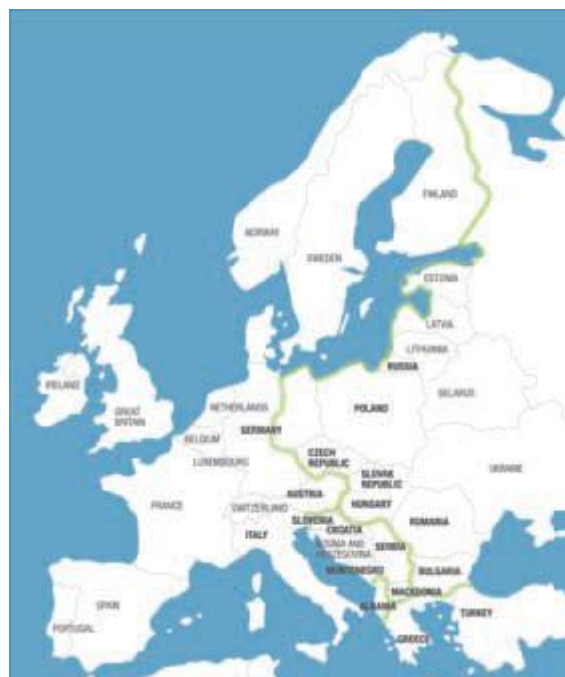 FINLAND
NORWAY
SWEDEN
ESTONIA
LATVIA
LITHUANIA
RUSSIA
IRELAND
GREAT
BRITAIN
NETHERLANDS
BELARUS
POLAND
GERMANY
BELGIUM
LUXEMBOURG
CZECH
REPUBLIC
SLOVAK
REPUBLIC
UKRAINE
AUSTRIA
HUNGARY
FRANCE
SWITZERLAND
SLOVENIA
ROMANIA
CROATIA
ITALY
BOSNIA AND
HERZEGOVINA
SERBIA
MONTENEGRO
BULGARIA
MACEDONIA
ALBANIA
SPAIN
PORTUGAL
TURKEY
GREECE